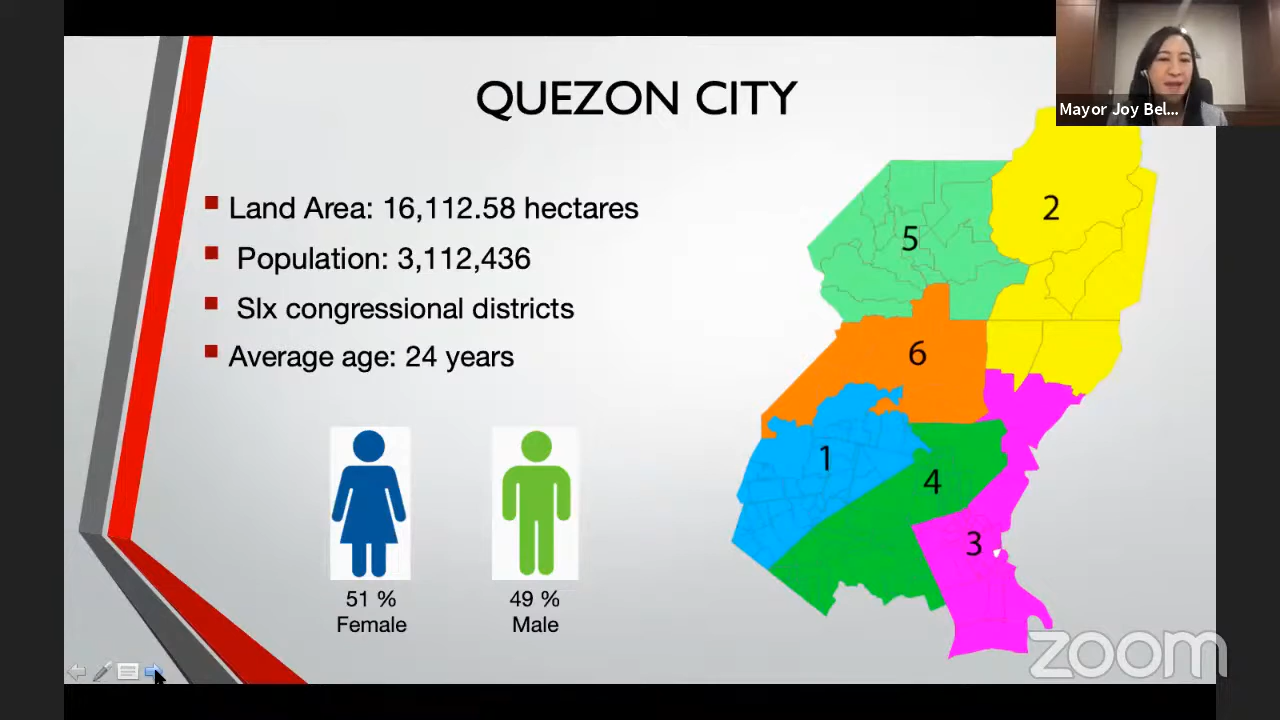 Mayor Joy Bel...
QUEZON CITY
Land Area: 16,112.58 hectares
Population: 3,112,436
SIx congressional districts
Average age: 24 years
51 %
Female
49 %
Male
2
5
6
1
4
3
zoom